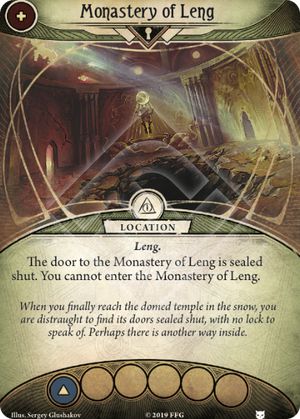 Monastery of Leng
LOCATION
Leng.
The door to the Monastery of Leng is sealed
shut. You cannot enter the Monastery of Leng.
When you finally reach the domed temple in the snow, you
are distraught to find its doors sealed shut, with no lock to
speak of. Perhaps there is another way inside.
Illus. Sergey Glushakov
© 2019 FFG